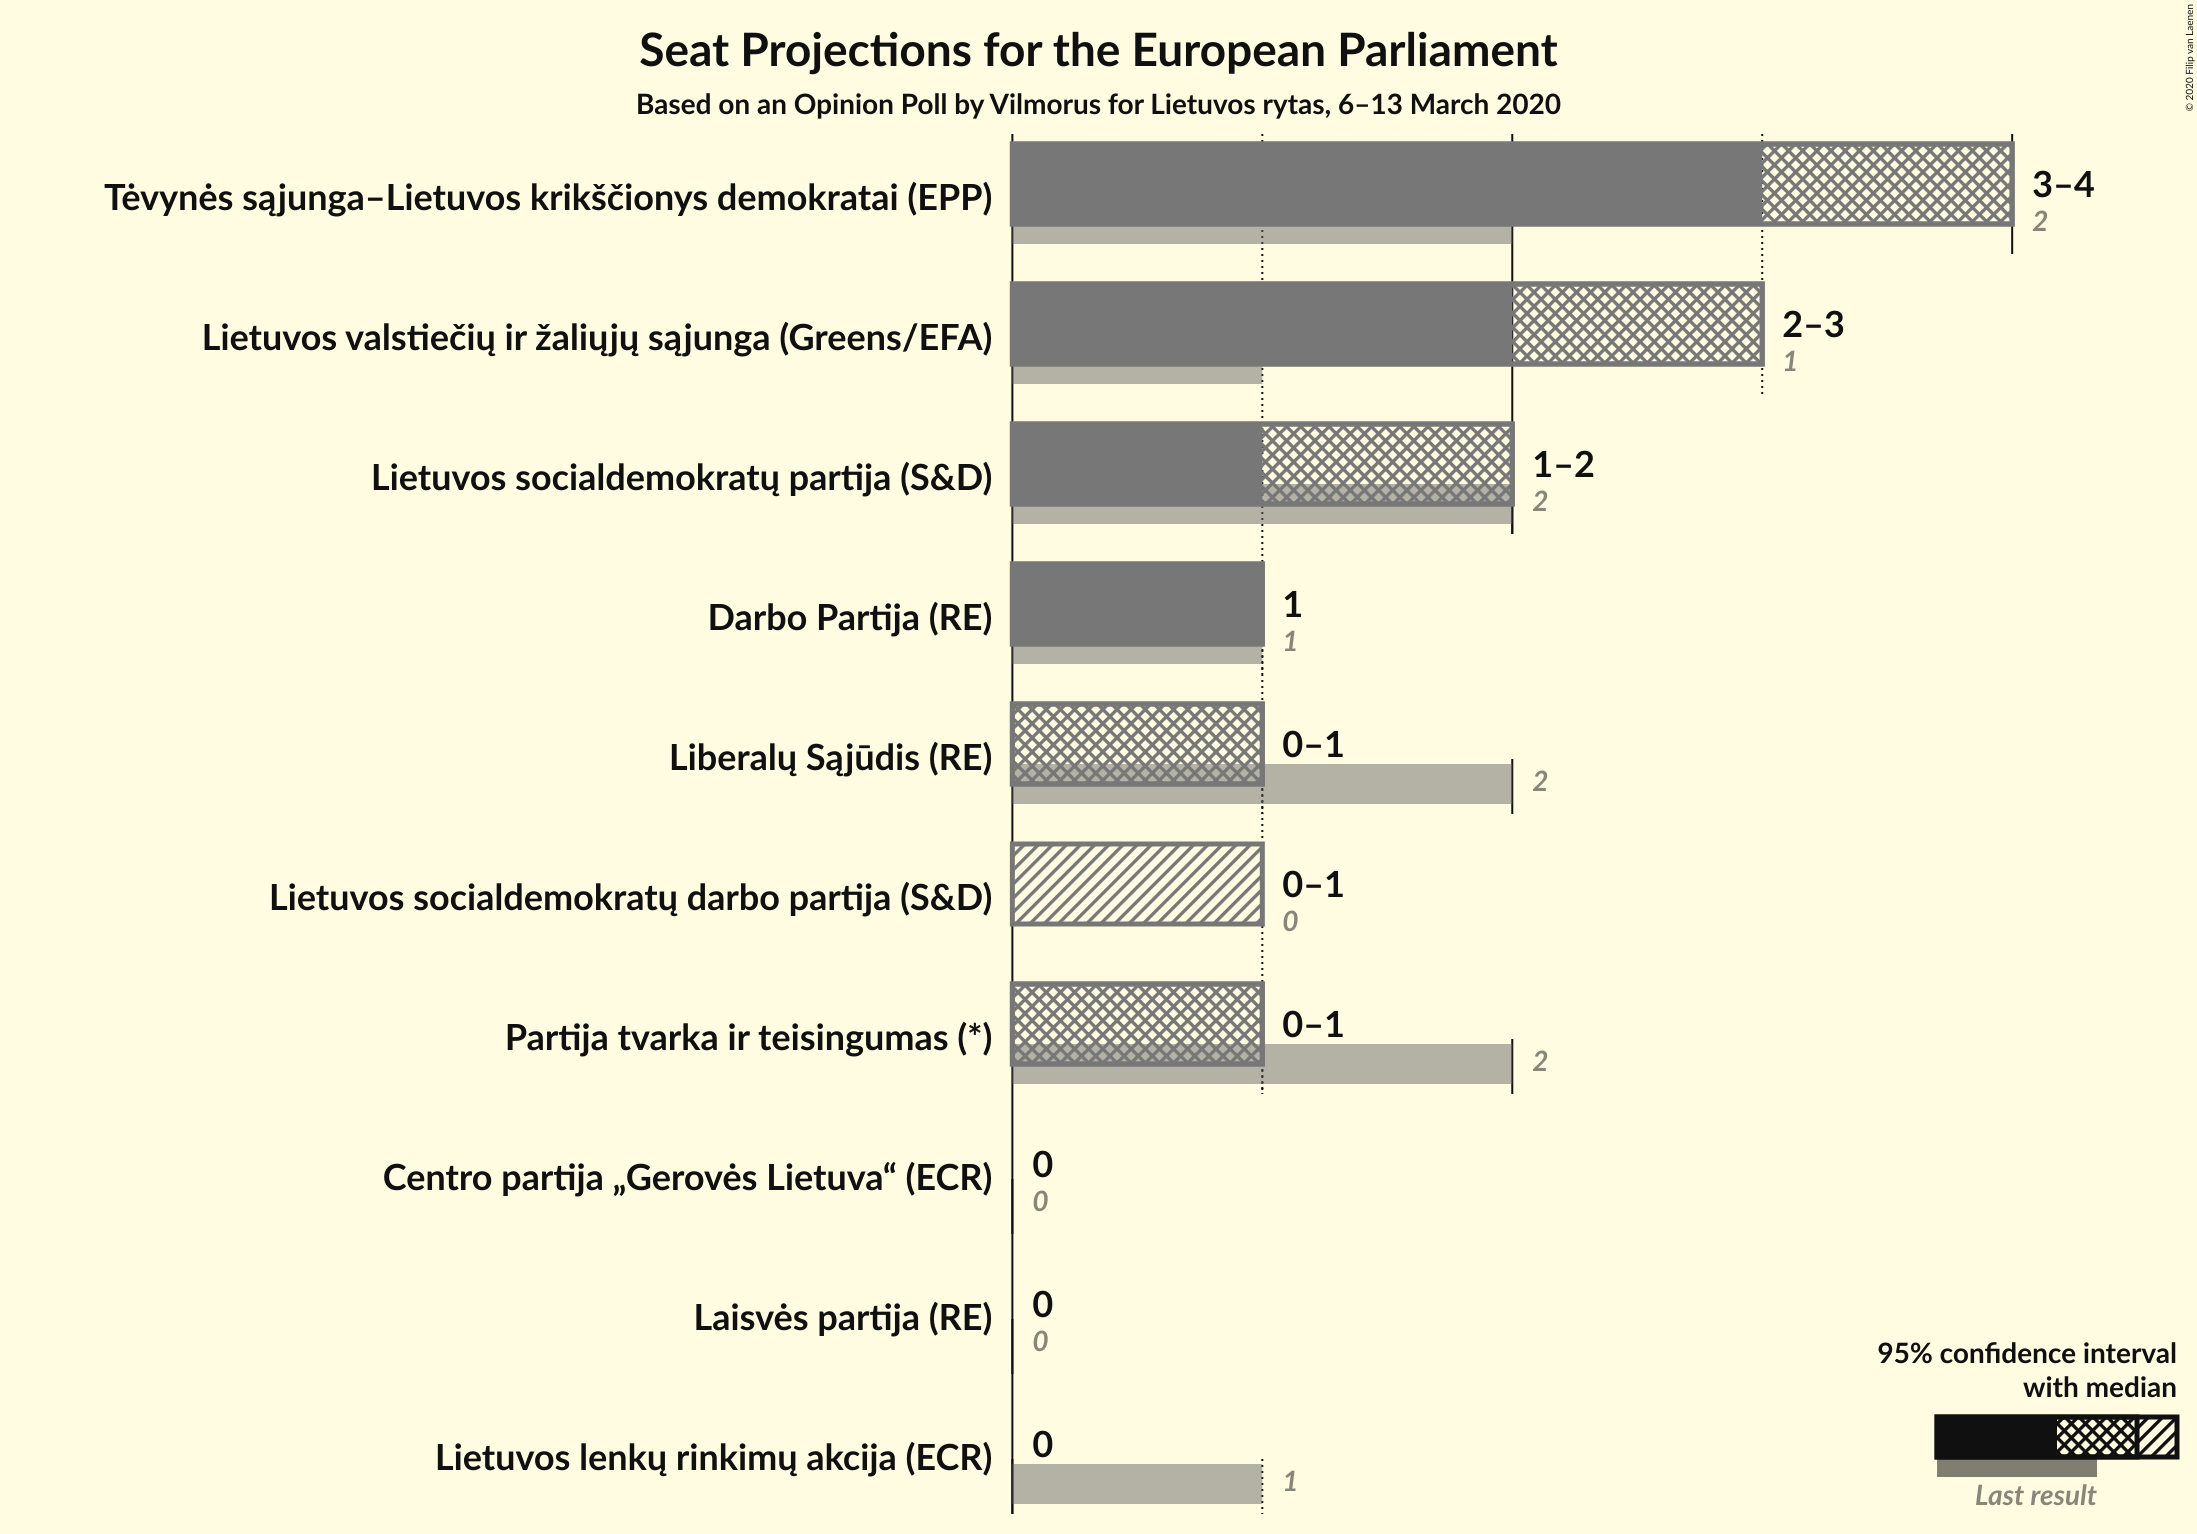 Seat Projections for the European Parliament
Based on an Opinion Poll by Vilmorus for Lietuvos rytas, 6–13 March 2020
© 2020 Filip van Laenen
Tėvynės sąjunga–Lietuvos krikščionys demokratai (EPP)
3–4
2
Lietuvos valstiečių ir žaliųjų sąjunga (Greens/EFA)
2–3
1
Lietuvos socialdemokratų partija (S&D)
1–2
2
Darbo Partija (RE)
1
1
Liberalų Sąjūdis (RE)
0–1
2
Lietuvos socialdemokratų darbo partija (S&D)
0–1
0
Partija tvarka ir teisingumas (*)
0–1
2
Centro partija „Gerovės Lietuva“ (ECR)
0
0
Laisvės partija (RE)
0
0
Lietuvos lenkų rinkimų akcija (ECR)
0
1
95% confidence interval
with median
Last result